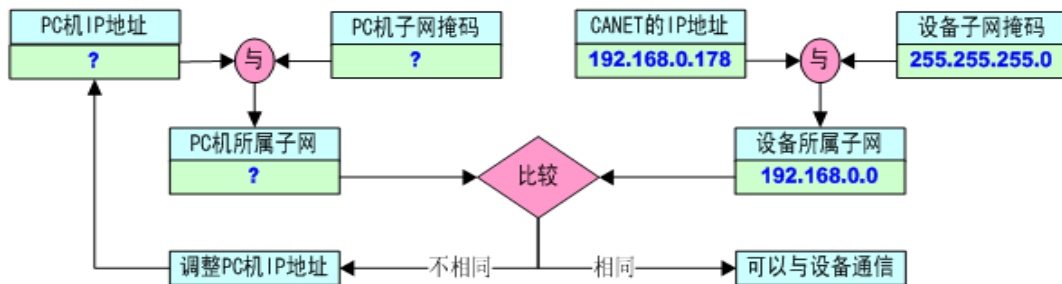 PC机IP地址
?
PC机子网掩码
?
CANET的IP地址
192.168.0.178
设备子网掩码
255.255.255.0
与
与
PC机所属子网
?
比较
设备所属子网
192.168.0.0
调整PC机IP地址
不相同
相同
可以与设备通信